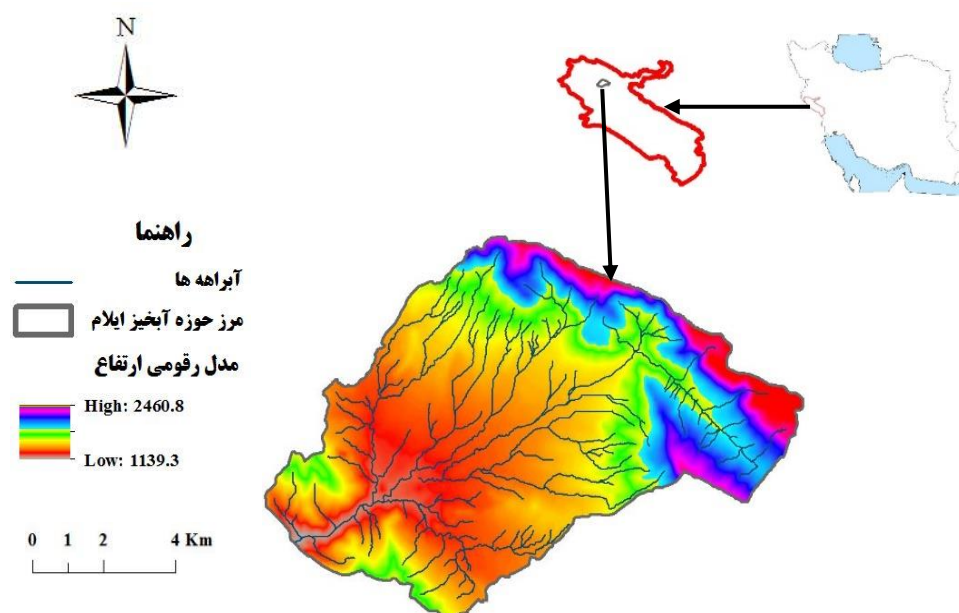 N
راهنما
آبراهه ها
مرز حوزه آبخیز ایلام
مدل رقومی ارتفاع
High: 2460.8
Low: 1139.3
0 1 2 4 Km